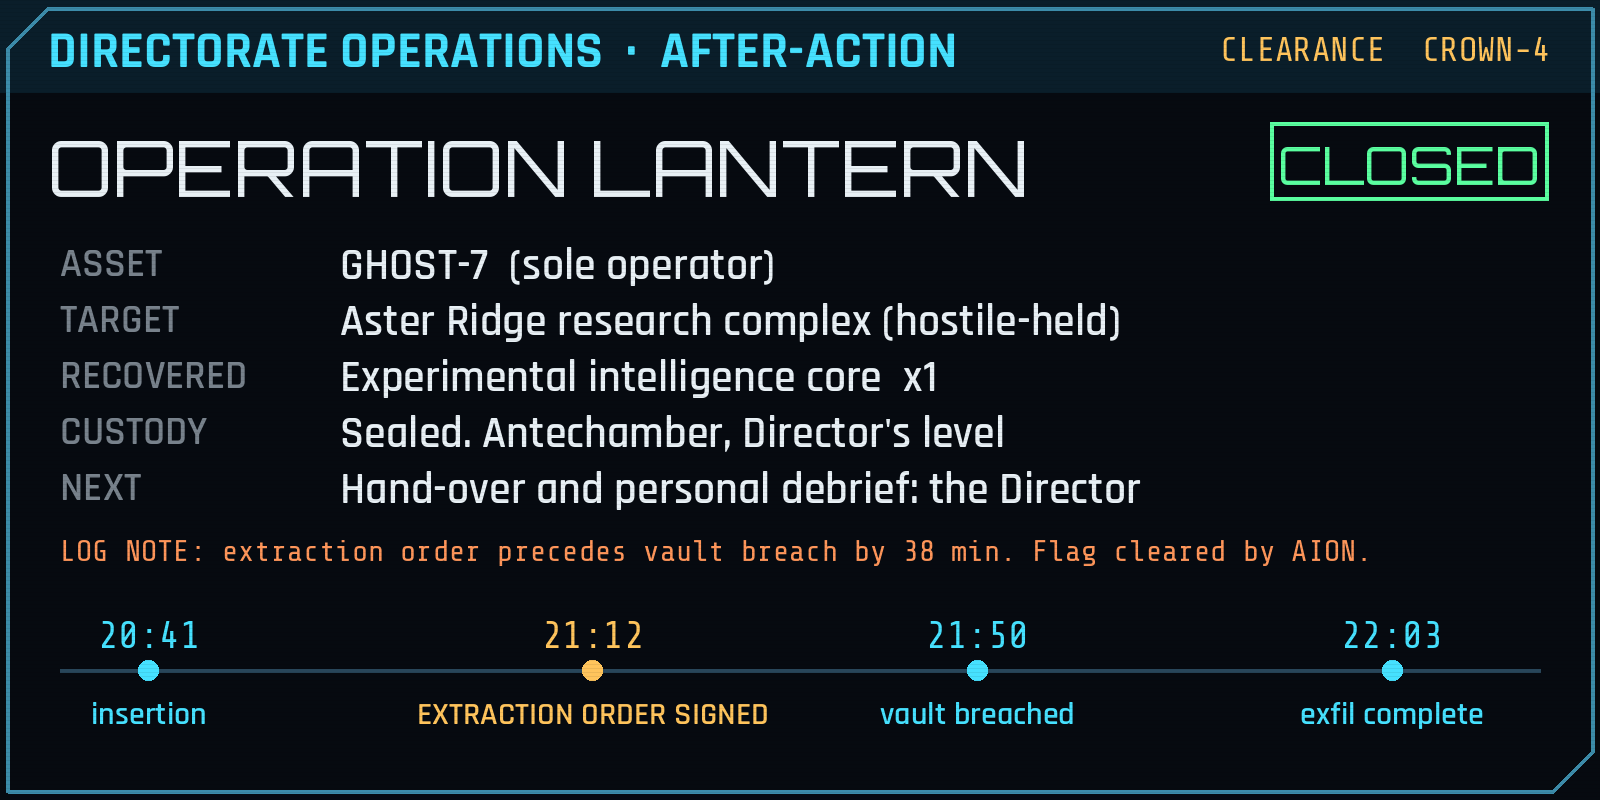 DIRECTORATE OPERATIONS · AFTER-ACTION
CLEARANCE CROWN-4
OPERATION LANTERN
CLOSED
ASSET GHOST-7 (sole operator)
TARGET Aster Ridge research complex (hostile-held)
RECOVERED Experimental intelligence core x1
CUSTODY Sealed. Antechamber, Director's level
NEXT Hand-over and personal debrief: the Director
LOG NOTE: extraction order precedes vault breach by 38 min. Flag cleared by AION.
20:41 21:12 21:50 22:03
insertion EXTRACTION ORDER SIGNED vault breached exfil complete